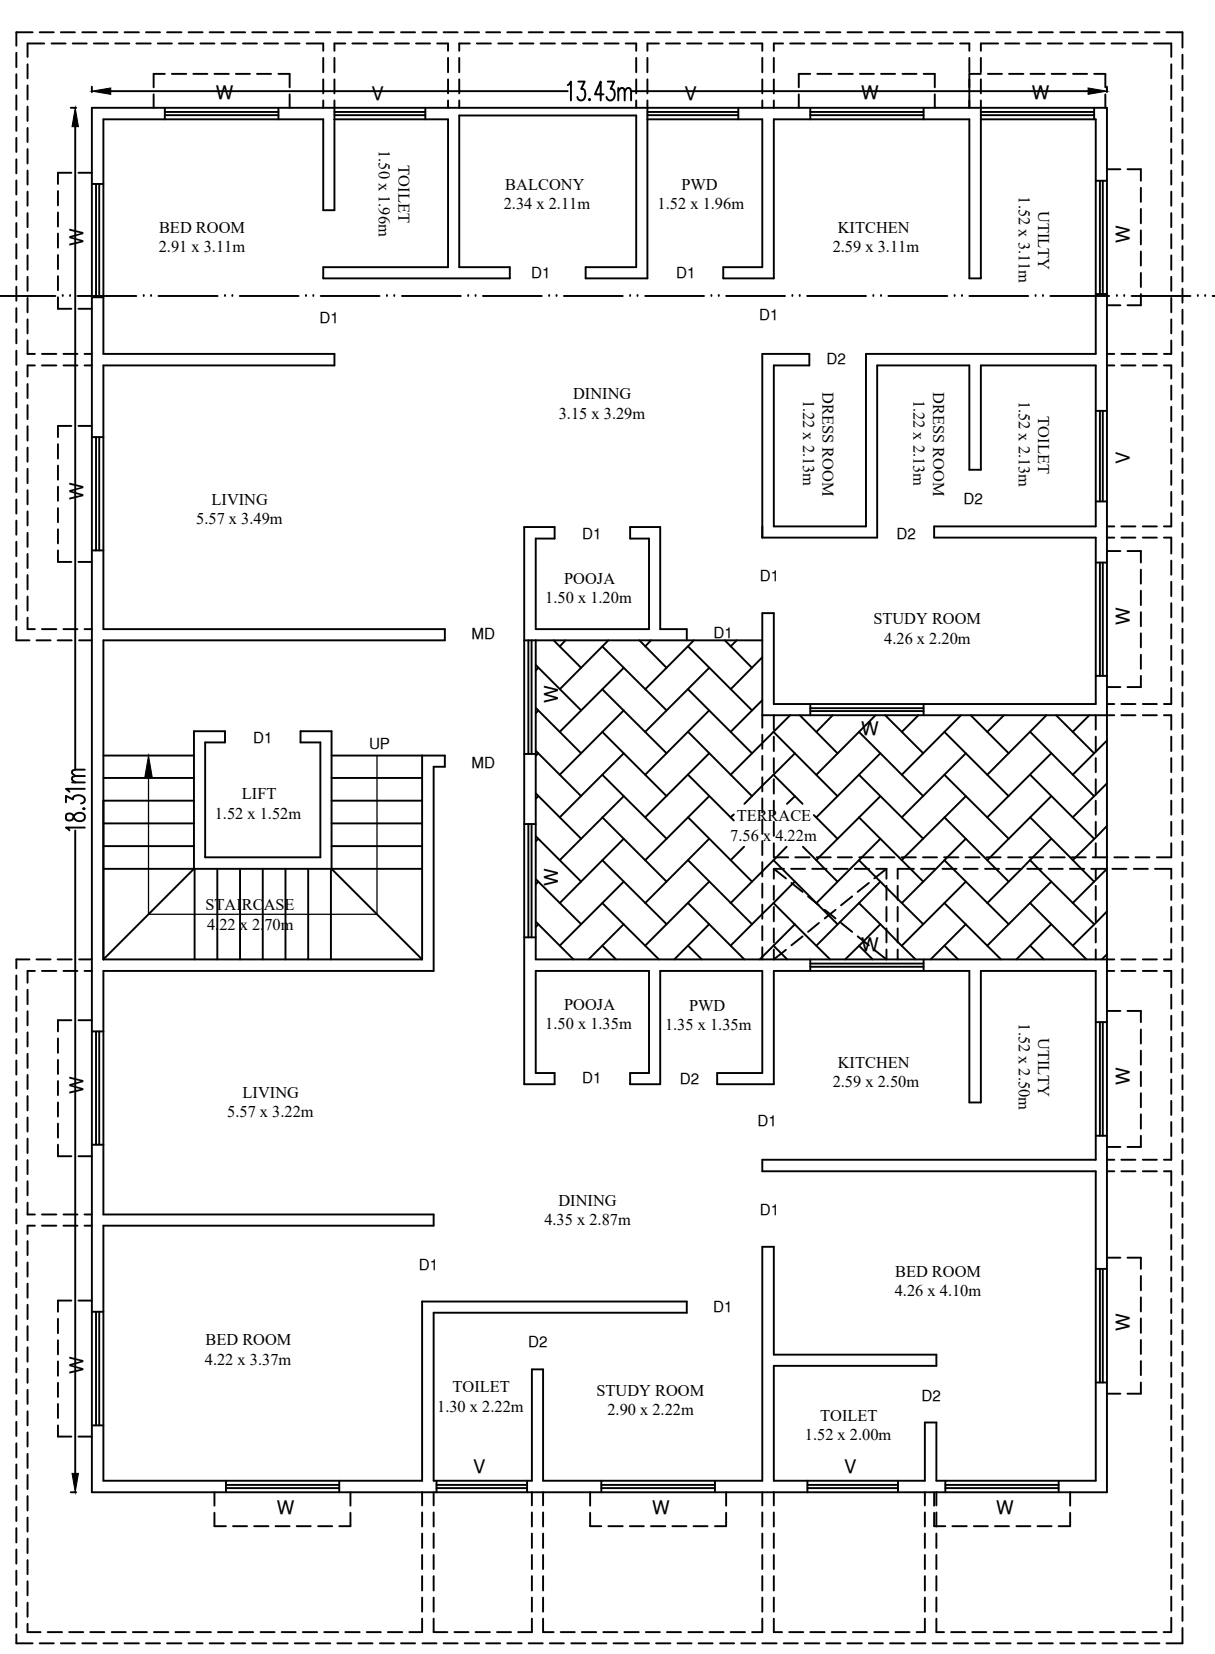 W
V
13.43m
V
W
W
BED ROOM
2.91 x 3.11m
TOILET
1.50 x 1.96m
BALCONY
2.34 x 2.11m
PWD
1.52 x 1.96m
KITCHEN
2.59 x 3.11m
UTILTY
1.52 x 3.11m
W
W
D1
D1
D1
D1
D2
DINING
3.15 x 3.29m
DRESS ROOM
1.22 x 2.13m
DRESS ROOM
1.22 x 2.13m
TOILET
1.52 x 2.13m
V
W
LIVING
5.57 x 3.49m
D2
D1
D2
POOJA
1.50 x 1.20m
D1
STUDY ROOM
4.26 x 2.20m
W
MD
D1
W
W
D1
UP
MD
18.31m
LIFT
1.52 x 1.52m
TERRACE
7.56 x 4.22m
W
STAIRCASE
4.22 x 2.70m
W
POOJA
1.50 x 1.35m
PWD
1.35 x 1.35m
KITCHEN
2.59 x 2.50m
UTILTY
1.52 x 2.50m
W
W
D1
D2
LIVING
5.57 x 3.22m
D1
DINING
4.35 x 2.87m
D1
D1
BED ROOM
4.26 x 4.10m
D1
W
BED ROOM
4.22 x 3.37m
W
D2
TOILET
1.30 x 2.22m
STUDY ROOM
2.90 x 2.22m
D2
TOILET
1.52 x 2.00m
V
V
W
W
W